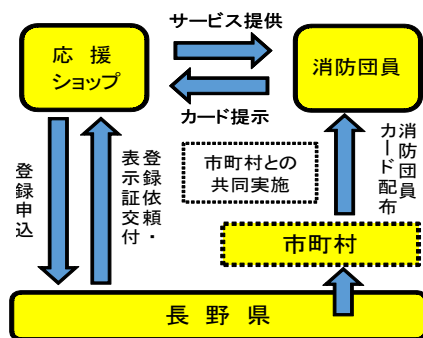 サービス提供
応援
ショップ
消防団員
カード提示
市町村との
共同実施
登録申込
登録依頼・
表示証交付
消防団員
カード配布
市町村
長野県